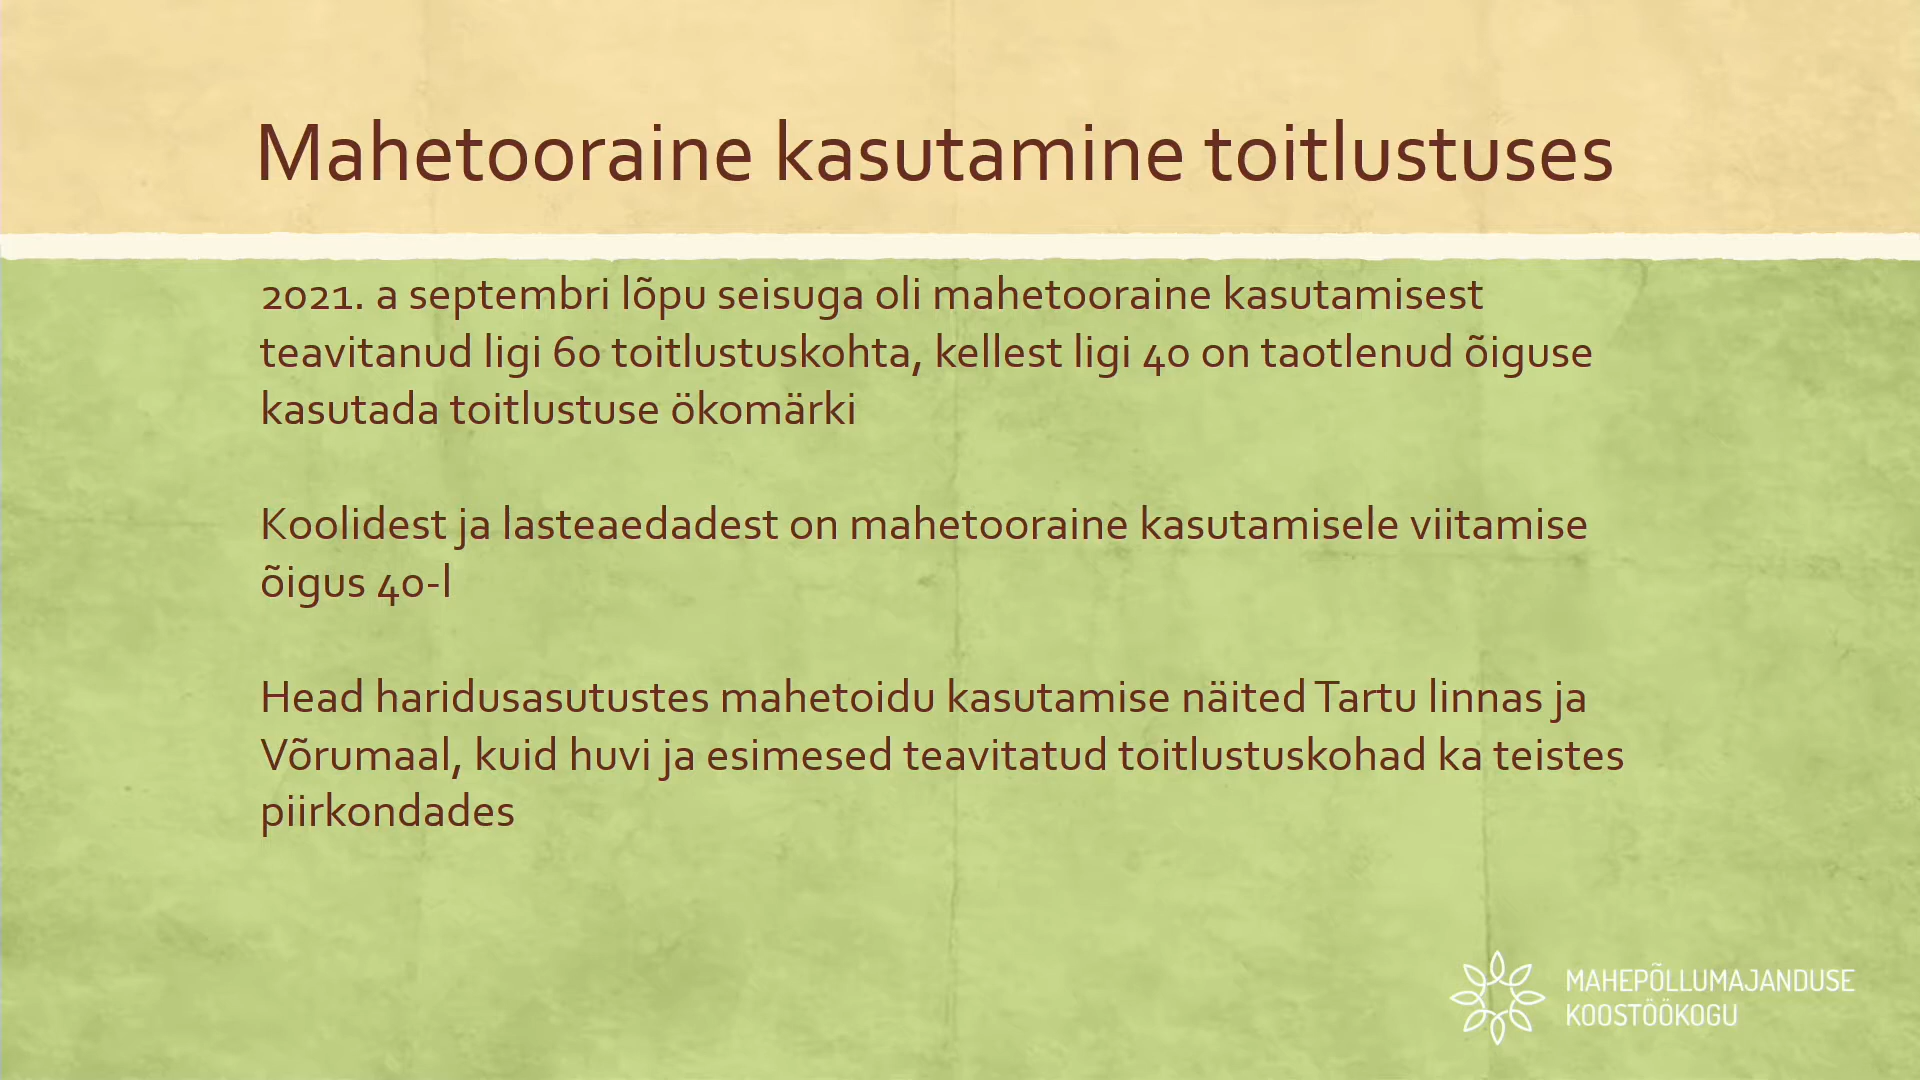 Mahetooraine kasutamine toitlustuses
2021. a septembri lõpu seisuga oli mahetooraine kasutamisest
teavitanud ligi 60 toitlustuskohta, kellest ligi 40 on taotlenud õiguse
kasutada toitlustuse ökomärki
Koolidest ja lasteaedadest on mahetooraine kasutamisele viitamise
õigus 40-l
Head haridusasutustes mahetoidu kasutamise näited Tartu linnas ja
Võrumaal, kuid huvi ja esimesed teavitatud toitlustuskohad ka teistes
piirkondades
MAHEPÕLLUMAJANDUSE
KOOSTÖÖKOGU